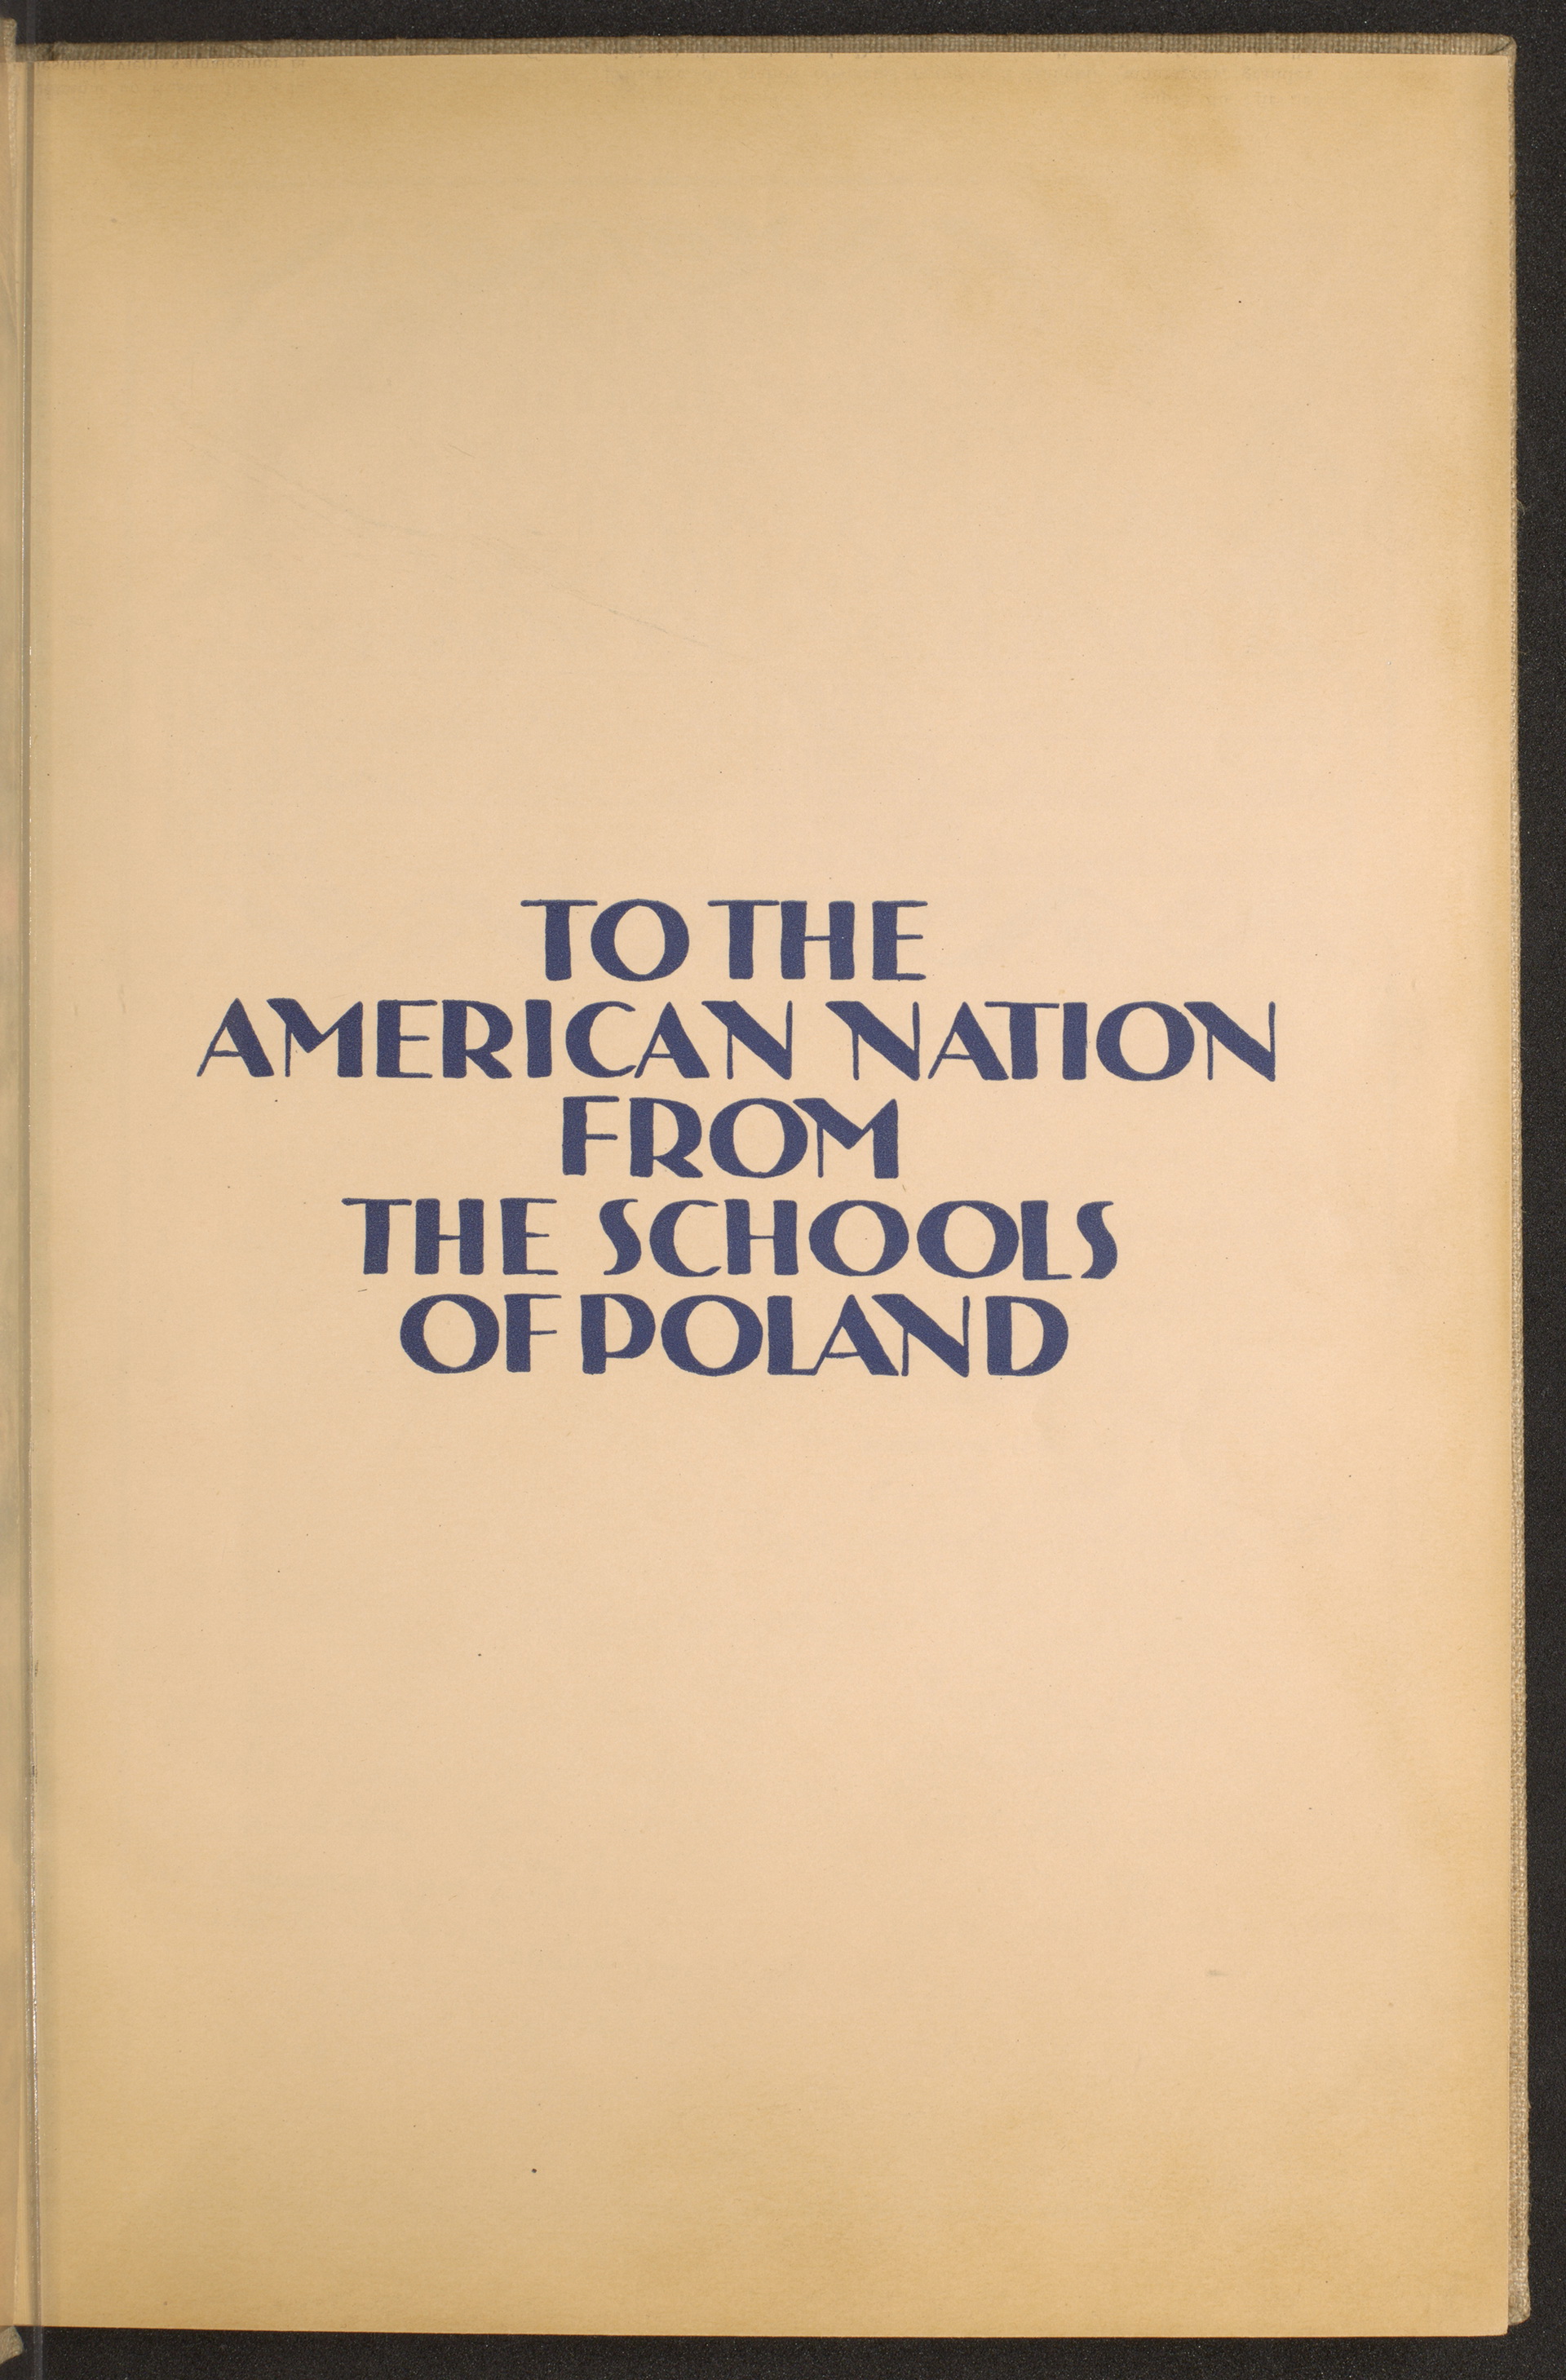 TO THE
AMERICAN NATION
FROM
THE SCHOOLS
OF POLAND